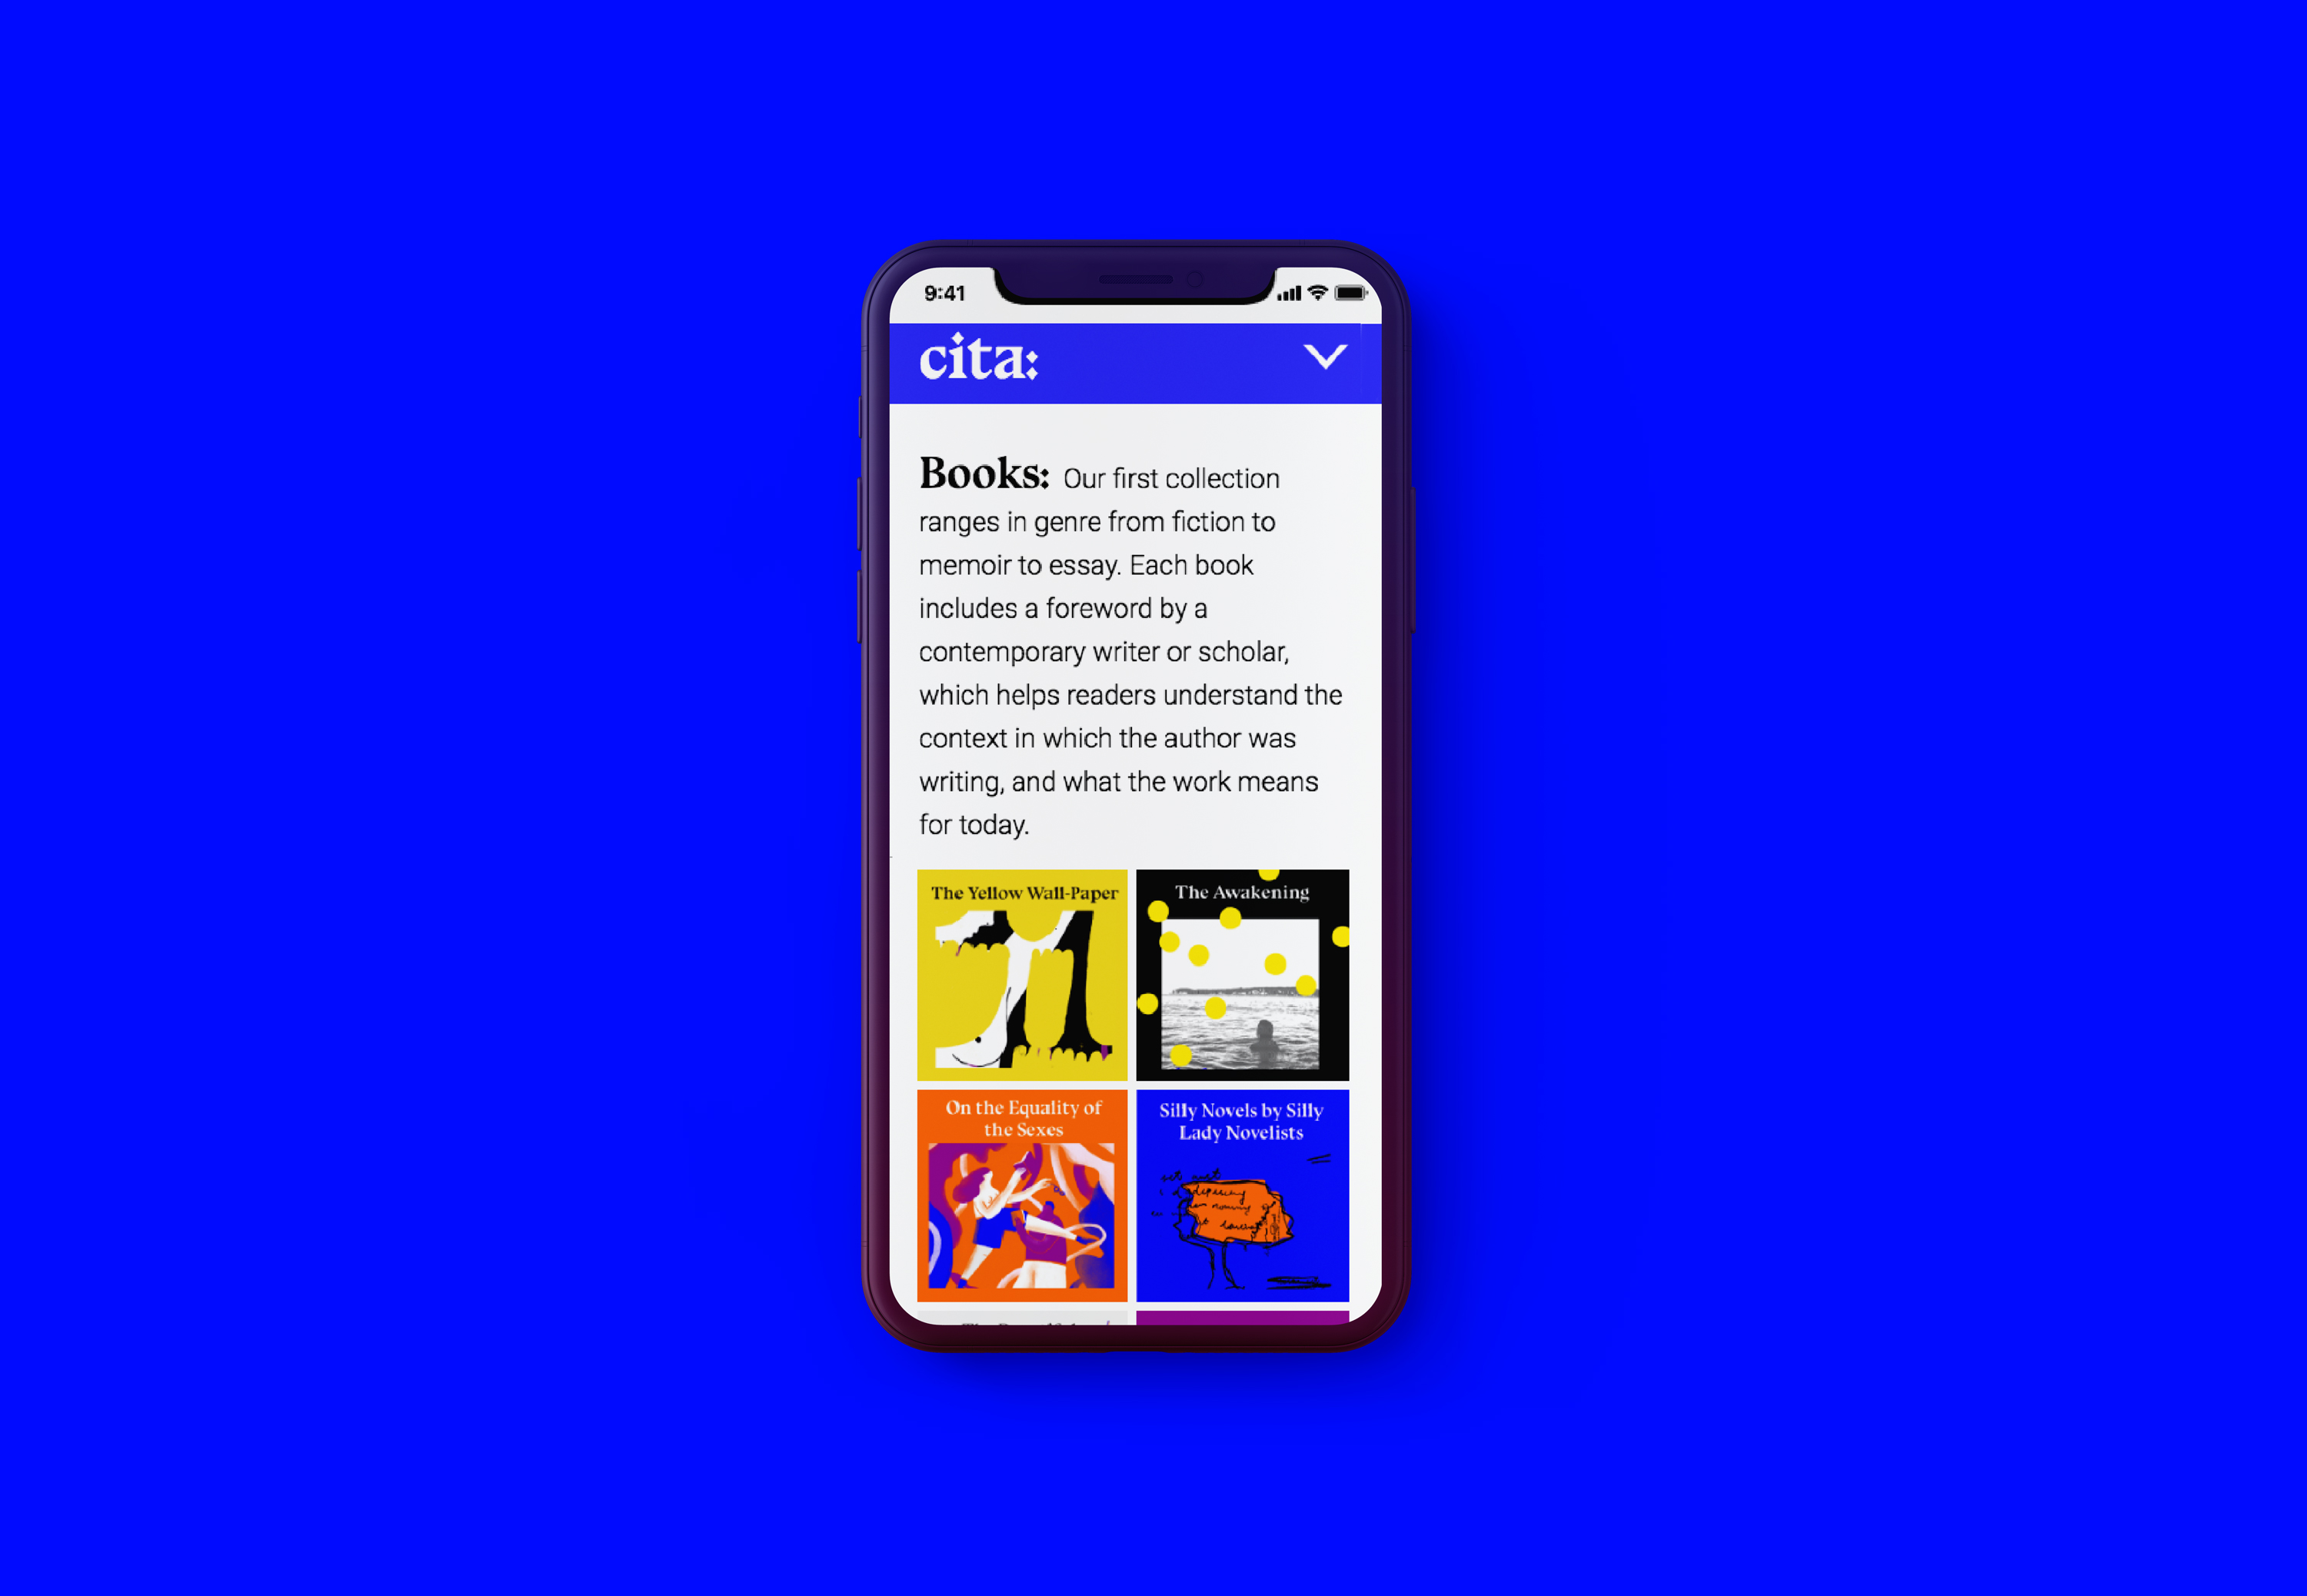 9:41
cita:
Books: Our first collection
ranges in genre from fiction to
memoir to essay. Each book
includes a foreword by a
contemporary writer or scholar,
which helps readers understand the
context in which the author was
writing, and what the work means
for today.
The Yellow Wall-Paper
The Awakening
On the Equality of
the Sexes
Silly Novels by Silly
Lady Novelists